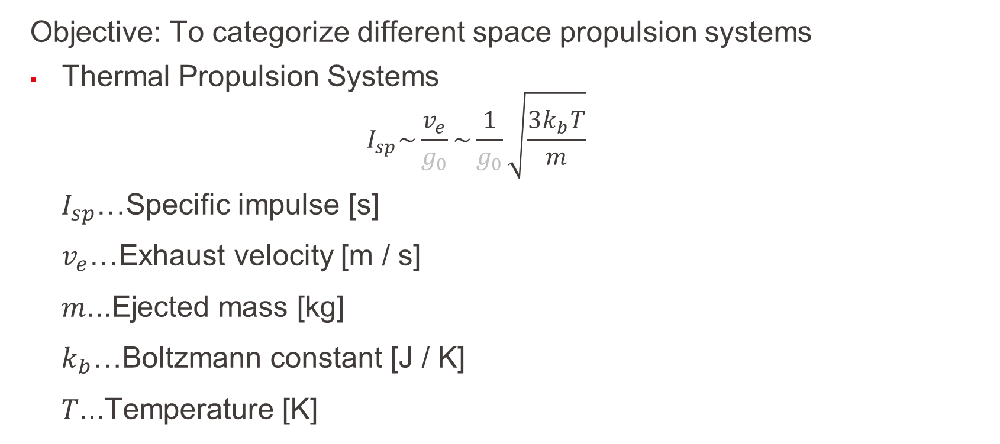 Objective: To categorize different space propulsion systems
▪ Thermal Propulsion Systems
$I_{sp} \sim \frac{v_e}{g_0} \sim \frac{1}{g_0} \sqrt{\frac{3k_bT}{m}}$
$I_{sp}$…Specific impulse [s]
$v_e$…Exhaust velocity [m / s]
$m$...Ejected mass [kg]
$k_b$…Boltzmann constant [J / K]
$T$...Temperature [K]